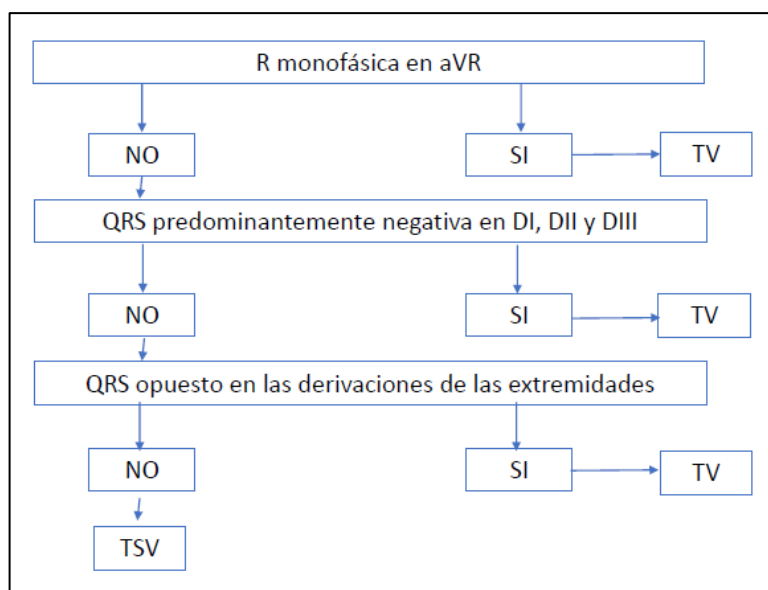 R monofásica en aVR
NO
SI
TV
QRS predominantemente negativa en DI, DII y DIII
NO
SI
TV
QRS opuesto en las derivaciones de las extremidades
NO
SI
TV
TSV